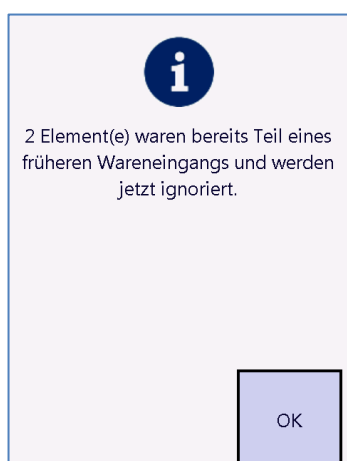 2 Element(e) waren bereits Teil eines
früheren Wareneingangs und werden
jetzt ignoriert.
OK